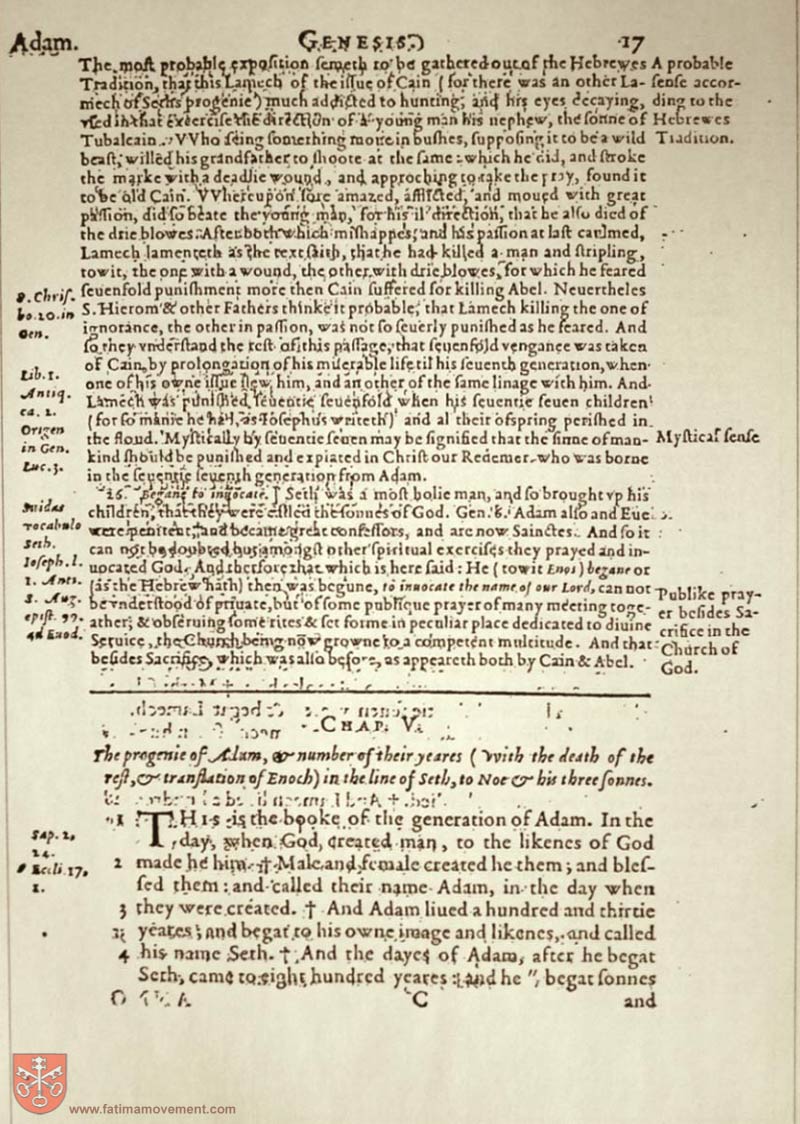 Adam. GENESIS 17
The most probable exposition semeth to be gathered out of the Hebrewes A probable
Tradition, that this Lamech of the issue of Cain (for there was an other La- sense accor-
mech of Seths progenie) much addicted to hunting, and his eyes decaying, ding to the
vsed in that exercise the direction of a young man his nephew, the sonne of Hebrewes
Tubalcain. VVho seing something moue in bushes, supposing it to be a wild Tradition.
beast, willed his grandfather to shoote at the same: which he did, and stroke
the marke with a deadlie wound, and approching to take the pray, found it
to be old Cain. VVhereupon sore amazed, afflicted, and moued with great
passion, did so beate the young man, for his il direction, that he also died of
the drie blowes. After both which mishappes, and his passion at last calmed,
Lamech lamenteth as the text saith, that he had killed a man and stripling,
towit, the one with a wound, the other with drie blowes, for which he feared
seuenfold punishment more then Cain suffered for killing Abel. Neuertheles
S. Chris. ho. 20. in Gen.
S. Hierom & other Fathers thinke it probable, that Lamech killing the one of
ignorance, the other in passion, was not so seuerly punished as he feared. And
so they vnderstand the rest of this passage, that seuenfold vengance was taken
of Cain, by prolongation of his miserable life til his seuenth generation, when
Lib. 1. Antiq. ca. 2.
one of his owne issue slew him, and an other of the same linage with him. And
Lamech was punished seuentie seuenfold when his seuentie seuen children
(for so manie he had, as Iosephus writeth) and al their ofspring perished in
Origen in Gen. Luc. 3.
the floud. Mystically by seuentie seuen may be signified that the sinne of man- Mystical sense
kind should be punished and expiated in Christ our Redemer, who was borne
in the seuentie seuenth generation from Adam.
26. Began to inuocate.] Seth was a most holie man, and so brought vp his
Suidas vocabulo Seth.
children, that they were called the sonnes of God. Gen. 6. Adam also and Eue
were penitent, and became great confessors, and are now Sainctes. And so it
can not be doubted but amongst other spiritual exercises they prayed and in-
Ioseph. l. 1. Ant.
uocated God. And therfore that which is here said: He (towit Enos) begane or
(as the Hebrew hath) then was begune, to inuocate the name of our Lord, can not
S. Aug. epist. 99. ad Euod.
be vnderstood of priuate, but of some publique prayer of many meeting toge- Publike pray-
ather; & obseruing some rites & set forme in peculiar place dedicated to diuine er besides Sa-
Seruice, the Church being now growne to a competent multitude. And that crifice in the
besides Sacrifice, which was also before, as appeareth both by Cain & Abel. Church of
God.
CHAP. V.
The progenie of Adam, & number of their yeares (with the death of the
rest, & translation of Enoch) in the line of Seth, to Noe & his three sonnes.
1 THIS is the booke of the generation of Adam. In the
Sap. 2, 24. Eccli. 17, 1.
day, when God created man, to the likenes of God
2 made he him. † Male and female created he them; and bles-
sed them: and called their name Adam, in the day when
3 they were created. † And Adam liued a hundred and thirtie
yeares; and begat to his owne image and likenes, and called
4 his name Seth. † And the dayes of Adam, after he begat
Seth, came to eight hundred yeares: and he " begat sonnes
C and
www.fatimamovement.com